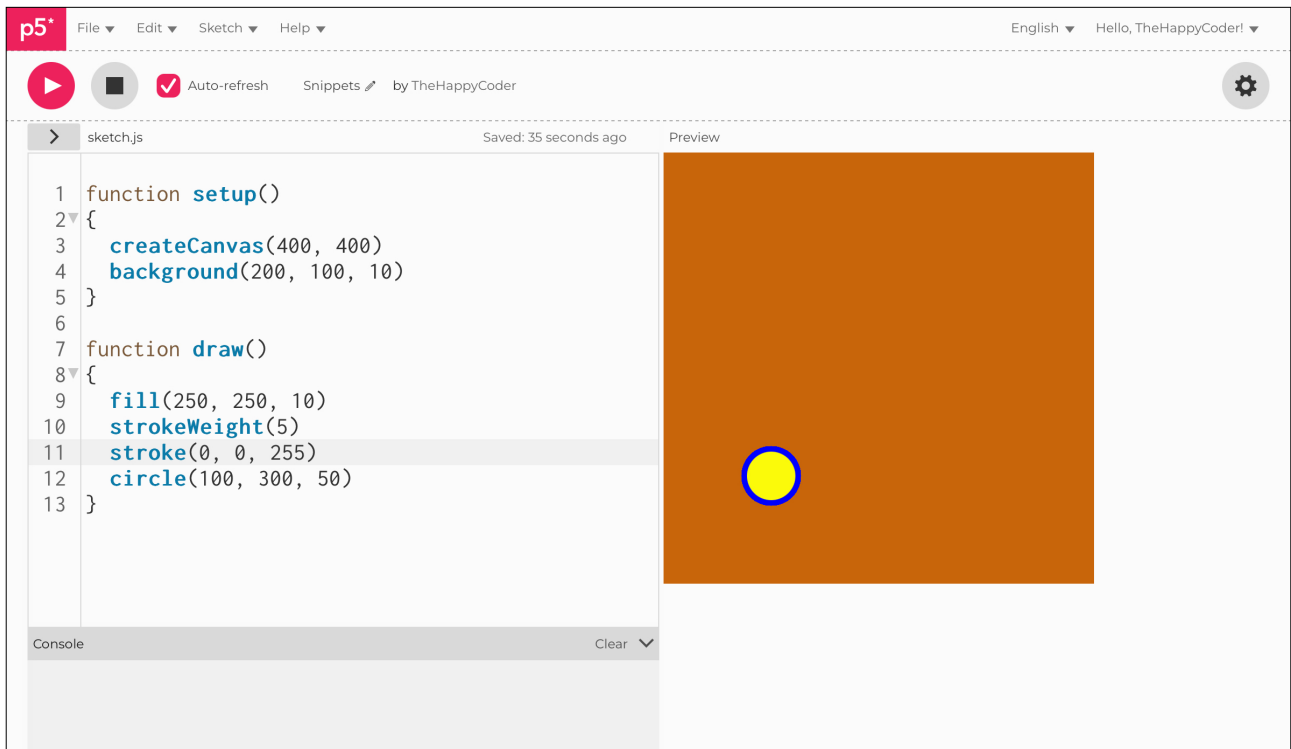 p5* File Edit Sketch Help English Hello, TheHappyCoder!
Auto-refresh Snippets by TheHappyCoder
sketch.js Saved: 35 seconds ago Preview
1 function setup()
2 {
3 createCanvas(400, 400)
4 background(200, 100, 10)
5 }
6
7 function draw()
8 {
9 fill(250, 250, 10)
10 strokeWeight(5)
11 stroke(0, 0, 255)
12 circle(100, 300, 50)
13 }
Console Clear